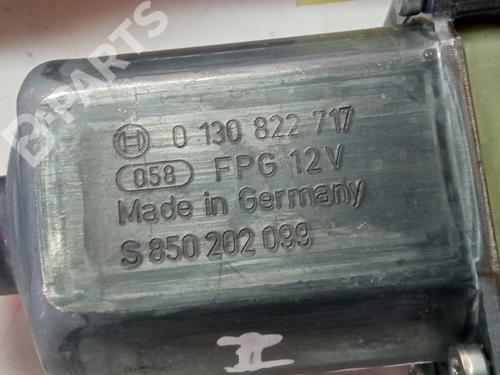 B-PARTS
0 130 822 717
058 FPG 12V
Made in Germany
S 850 202 099
II